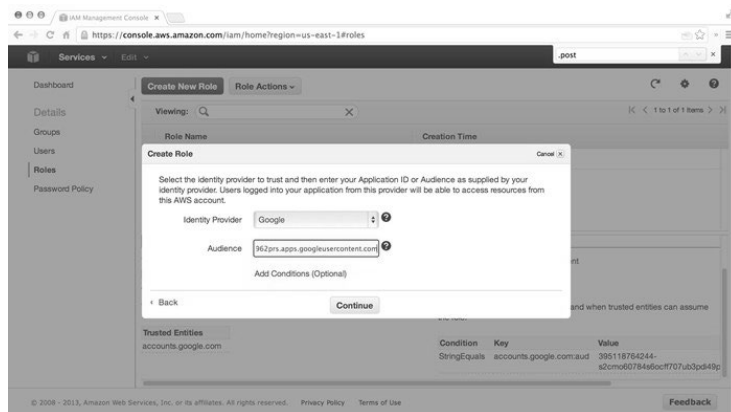 IAM Management Console
https://console.aws.amazon.com/iam/home?region=us-east-1#roles
.post
Services Edit
Dashboard
Details
Groups
Users
Roles
Password Policy
Create New Role Role Actions
Viewing:
1 to 1 of 1 Items
Role Name Creation Time
Create Role Cancel
Select the identity provider to trust and then enter your Application ID or Audience as supplied by your
identity provider. Users logged into your application from this provider will be able to access resources from
this AWS account.
Identity Provider Google
Audience 962prs.apps.googleusercontent.com
Add Conditions (Optional)
Back Continue
and when trusted entities can assume
Trusted Entities
accounts.google.com
Condition Key Value
StringEquals accounts.google.com:aud 395118764244-
© 2008 - 2013, Amazon Web Services, Inc. or its affiliates. All rights reserved. Privacy Policy Terms of Use
Feedback